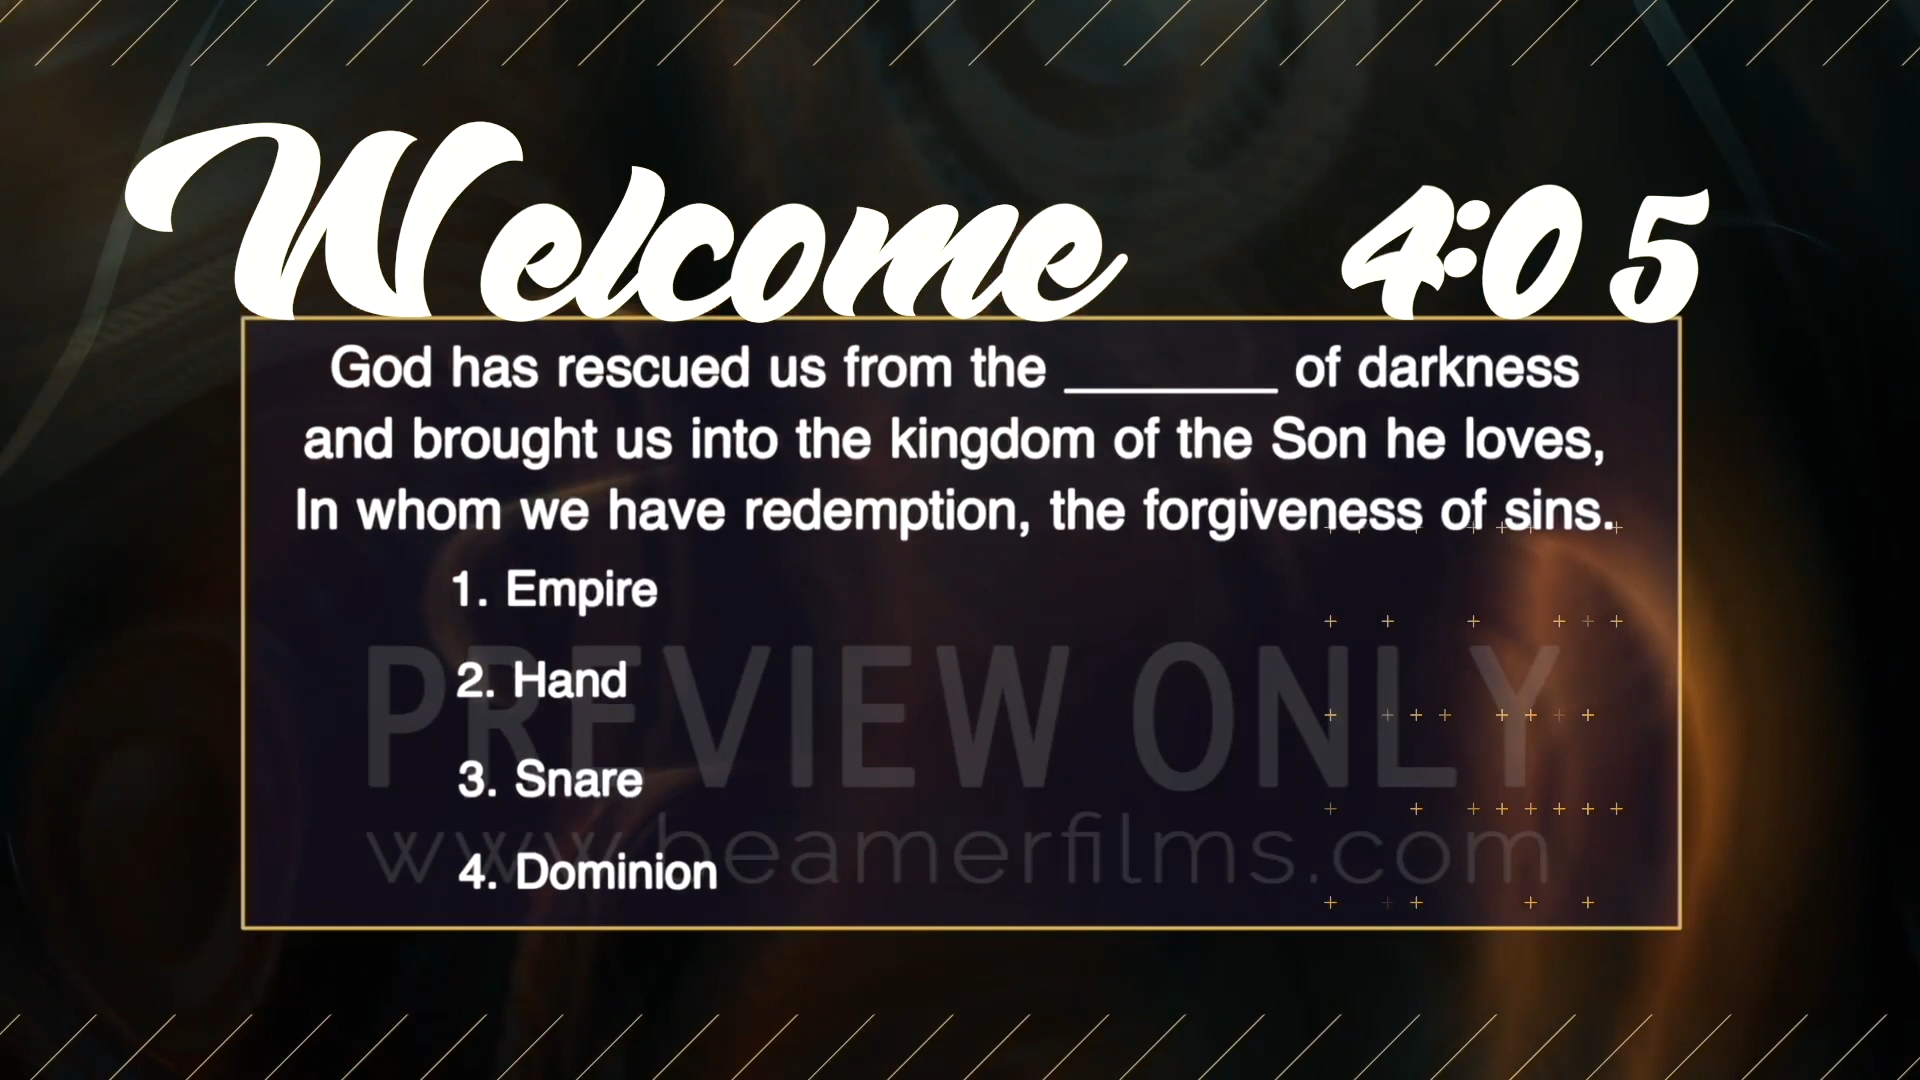 Welcome 4:05
God has rescued us from the ________ of darkness
and brought us into the kingdom of the Son he loves,
In whom we have redemption, the forgiveness of sins.
1. Empire
2. Hand
3. Snare
4. Dominion
PREVIEW ONLY
www.beamerfilms.com